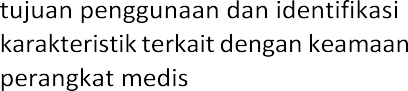 tujuan penggunaan dan identifikasi
karakteristik terkait dengan keamaan
perangkat medis